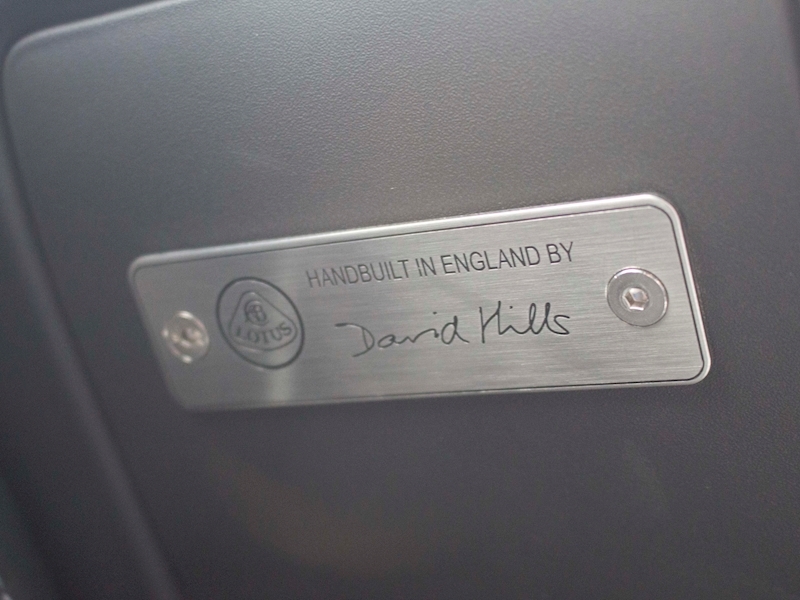 HANDBUILT IN ENGLAND BY
LOTUS
David Hills